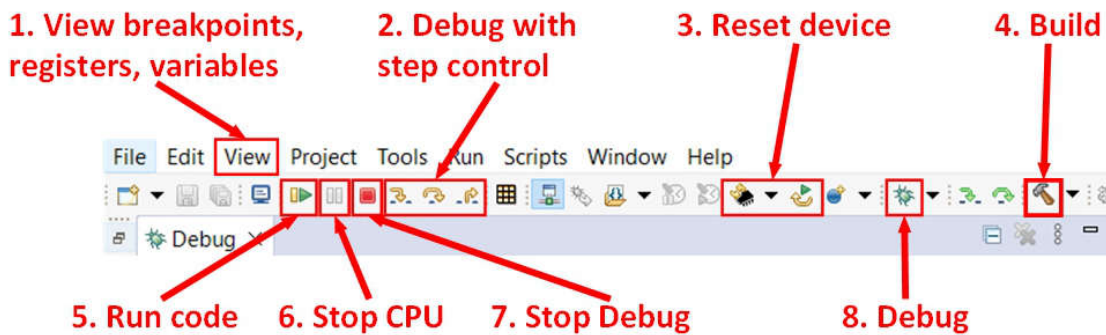 1. View breakpoints,
registers, variables
2. Debug with
step control
3. Reset device
4. Build
File Edit View Project Tools Run Scripts Window Help
Debug
5. Run code
6. Stop CPU
7. Stop Debug
8. Debug